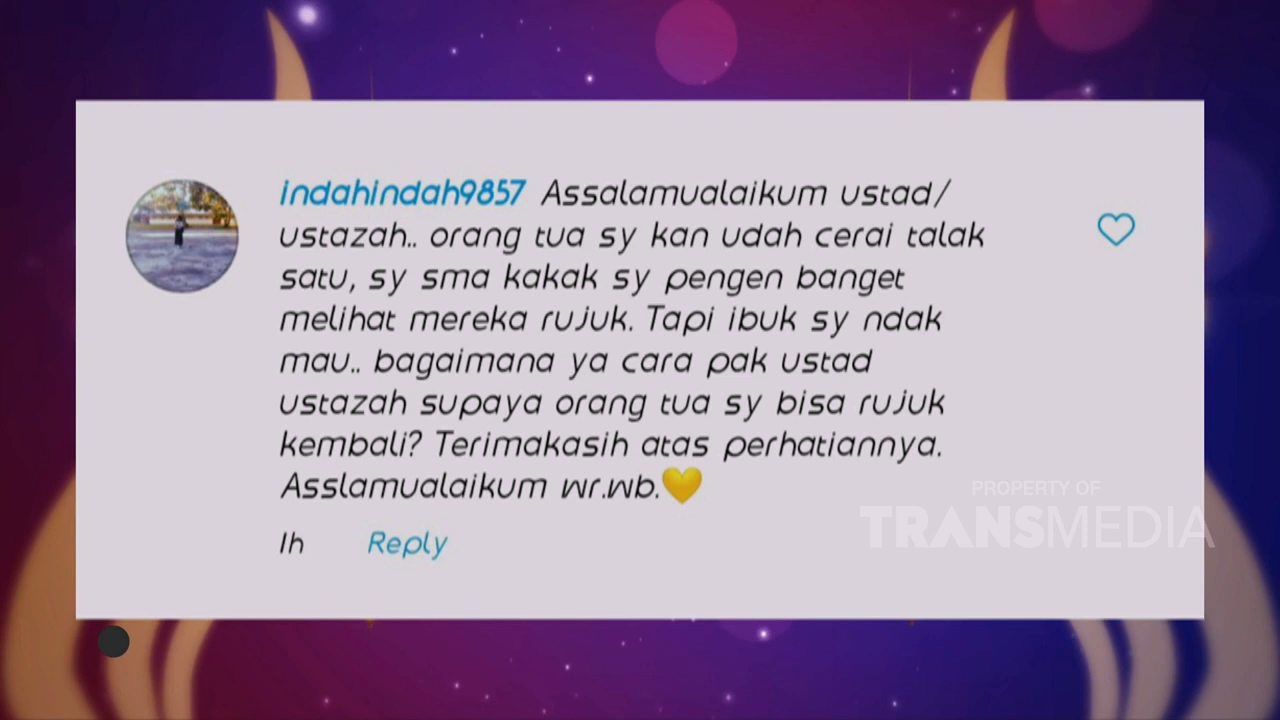 indahindah9857 Assalamualaikum ustad/
ustazah.. orang tua sy kan udah cerai talak
satu, sy sma kakak sy pengen banget
melihat mereka rujuk. Tapi ibuk sy ndak
mau.. bagaimana ya cara pak ustad
ustazah supaya orang tua sy bisa rujuk
kembali? Terimakasih atas perhatiannya.
Asslamualaikum wr.wb.💛
1h Reply
PROPERTY OF
TRANSMEDIA